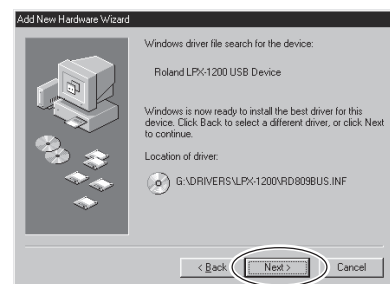 Add New Hardware Wizard
Windows driver file search for the device:
Roland LPX-1200 USB Device
Windows is now ready to install the best driver for this
device. Click Back to select a different driver, or click Next
to continue.
Location of driver:
G:\DRIVERS\LPX-1200\RD809BUS.INF
< Back
Next >
Cancel